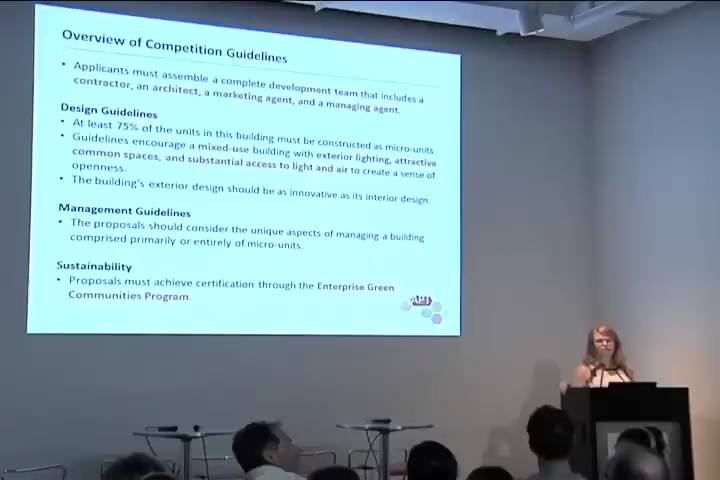 Overview of Competition Guidelines
• Applicants must assemble a complete development team that includes a
contractor, an architect, a marketing agent, and a managing agent.
Design Guidelines
• At least 75% of the units in this building must be constructed as micro-units.
• Guidelines encourage a mixed-use building with exterior lighting, attractive
common spaces, and substantial access to light and air to create a sense of
openness.
• The building's exterior design should be as innovative as its interior design.
Management Guidelines
• The proposals should consider the unique aspects of managing a building
comprised primarily or entirely of micro-units.
Sustainability
• Proposals must achieve certification through the Enterprise Green
Communities Program.